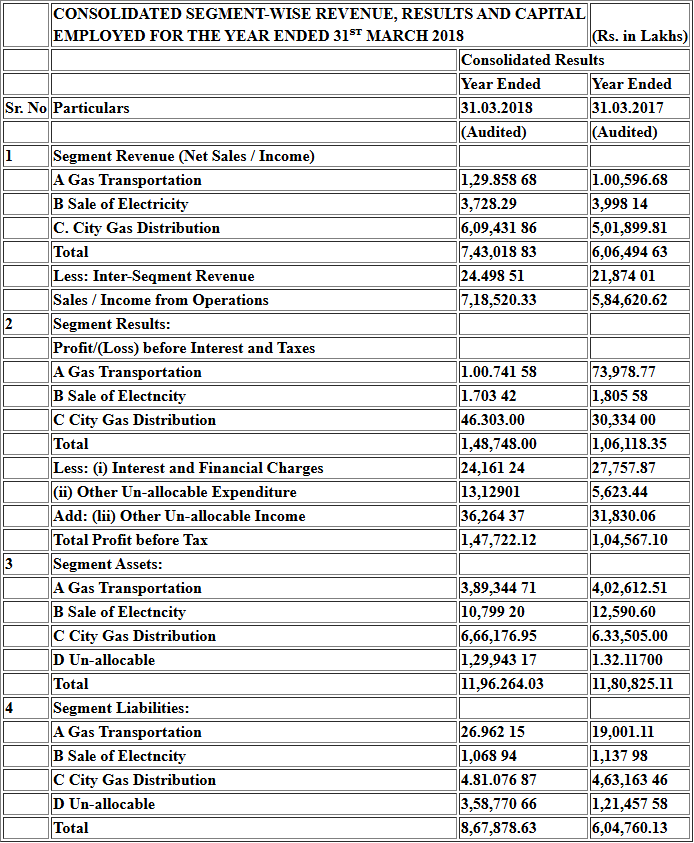 CONSOLIDATED SEGMENT-WISE REVENUE, RESULTS AND CAPITAL
EMPLOYED FOR THE YEAR ENDED 31ST MARCH 2018 (Rs. in Lakhs)
Consolidated Results
Year Ended Year Ended
Sr. No Particulars 31.03.2018 31.03.2017
(Audited) (Audited)
1 Segment Revenue (Net Sales / Income)
A Gas Transportation 1,29.858 68 1.00,596.68
B Sale of Electricity 3,728.29 3,998 14
C. City Gas Distribution 6,09,431 86 5,01,899.81
Total 7,43,018 83 6,06,494 63
Less: Inter-Seqment Revenue 24.498 51 21,874 01
Sales / Income from Operations 7,18,520.33 5,84,620.62
2 Segment Results:
Profit/(Loss) before Interest and Taxes
A Gas Transportation 1.00.741 58 73,978.77
B Sale of Electncity 1.703 42 1,805 58
C City Gas Distribution 46.303.00 30,334 00
Total 1,48,748.00 1,06,118.35
Less: (i) Interest and Financial Charges 24,161 24 27,757.87
(ii) Other Un-allocable Expenditure 13,12901 5,623.44
Add: (lii) Other Un-allocable Income 36,264 37 31,830.06
Total Profit before Tax 1,47,722.12 1,04,567.10
3 Segment Assets:
A Gas Transportation 3,89,344 71 4,02,612.51
B Sale of Electncity 10,799 20 12,590.60
C City Gas Distribution 6,66,176.95 6.33,505.00
D Un-allocable 1,29,943 17 1.32.11700
Total 11,96.264.03 11,80,825.11
4 Segment Liabilities:
A Gas Transportation 26.962 15 19,001.11
B Sale of Electncity 1,068 94 1,137 98
C City Gas Distribution 4.81.076 87 4,63,163 46
D Un-allocable 3,58,770 66 1,21,457 58
Total 8,67,878.63 6,04,760.13